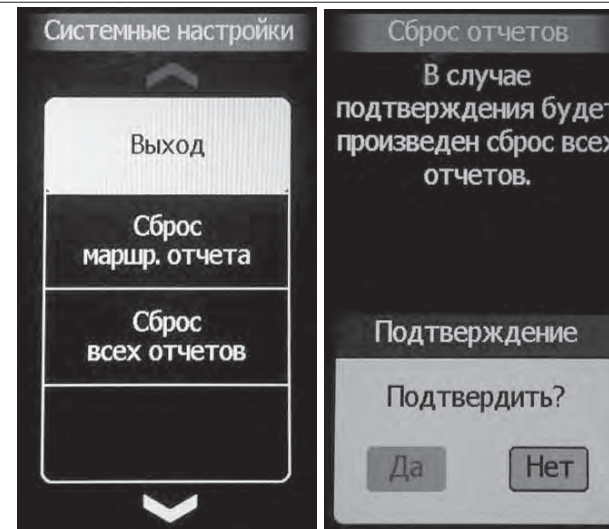 Системные настройки
Выход
Сброс
маршр. отчета
Сброс
всех отчетов
Сброс отчетов
В случае
подтверждения будет
произведен сброс всех
отчетов.
Подтверждение
Подтвердить?
Да
Нет